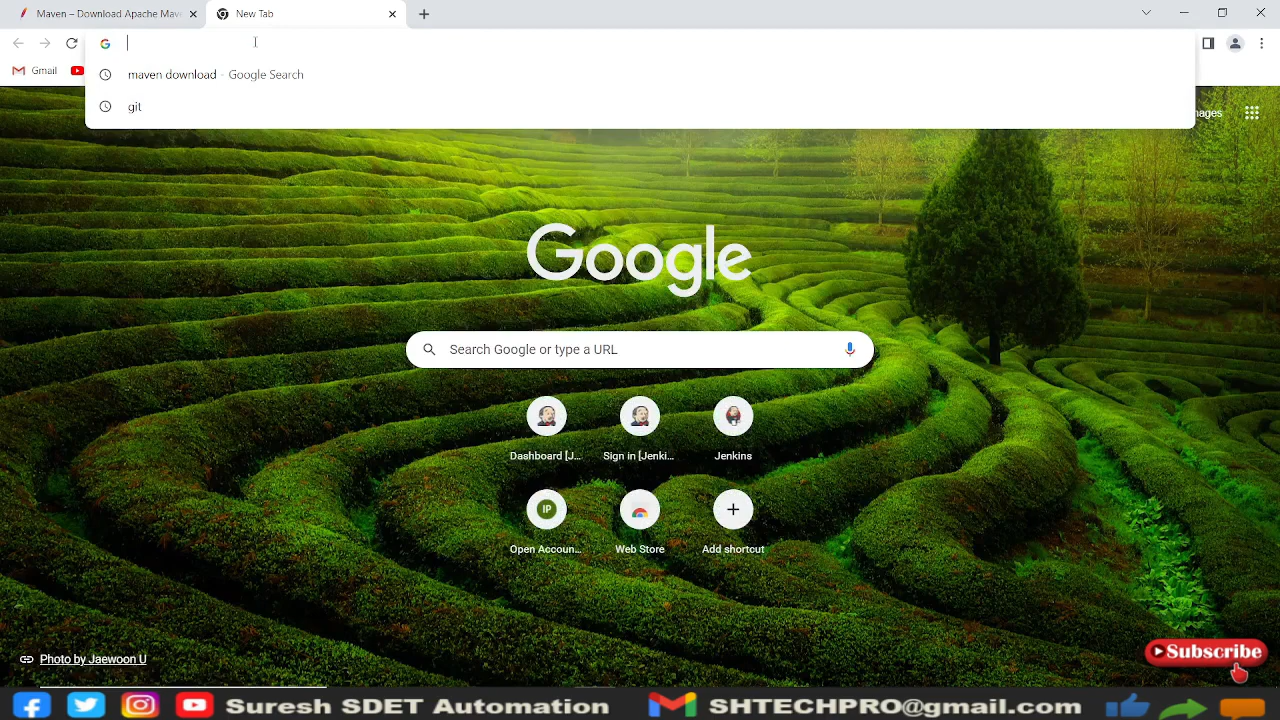 Maven – Download Apache Mav
New Tab
Gmail
maven download - Google Search
git
Google
Search Google or type a URL
Dashboard [J...
Sign in [Jenki...
Jenkins
IP
Open Accoun...
Web Store
Add shortcut
Photo by Jaewoon U
Subscribe
Suresh SDET Automation
SHTECHPRO@gmail.com